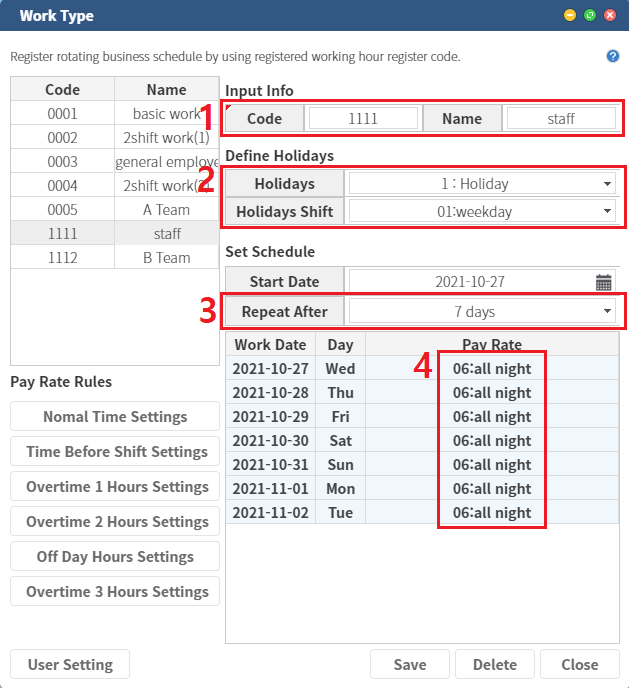 Work Type
Register rotating business schedule by using registered working hour register code.
?
Code Name
0001 basic work
0002 2shift work(1)
0003 general employe
0004 2shift work(
0005 A Team
1111 staff
1112 B Team
Pay Rate Rules
Nomal Time Settings
Time Before Shift Settings
Overtime 1 Hours Settings
Overtime 2 Hours Settings
Off Day Hours Settings
Overtime 3 Hours Settings
User Setting
Input Info
1
Code 1111 Name staff
Define Holidays
2
Holidays 1 : Holiday
Holidays Shift 01:weekday
Set Schedule
Start Date 2021-10-27
3
Repeat After 7 days
Work Date Day Pay Rate
4
2021-10-27 Wed 06:all night
2021-10-28 Thu 06:all night
2021-10-29 Fri 06:all night
2021-10-30 Sat 06:all night
2021-10-31 Sun 06:all night
2021-11-01 Mon 06:all night
2021-11-02 Tue 06:all night
Save Delete Close